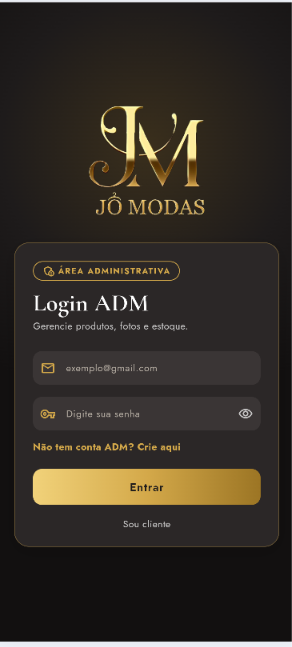 JM
JÔ MODAS
ÁREA ADMINISTRATIVA
Login ADM
Gerencie produtos, fotos e estoque.
exemplo@gmail.com
Digite sua senha
Não tem conta ADM? Crie aqui
Entrar
Sou cliente